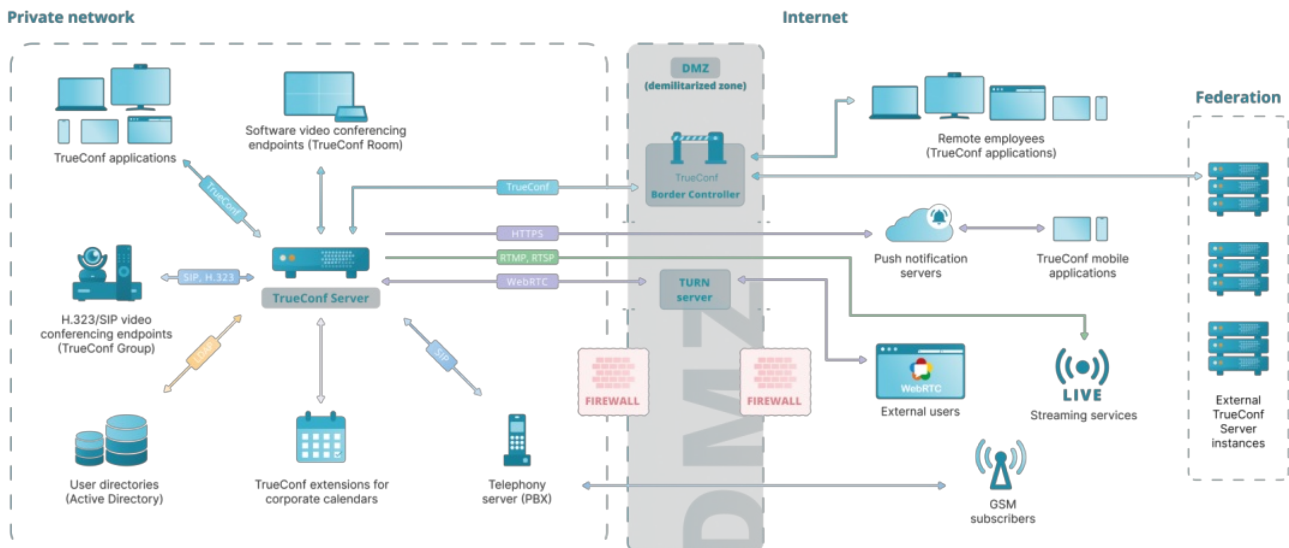 Private network
Internet
DMZ
(demilitarized zone)
Federation
TrueConf applications
Software video conferencing
endpoints (TrueConf Room)
Remote employees
(TrueConf applications)
TrueConf
TrueConf
TrueConf
Border Controller
HTTPS
RTMP, RTSP
WebRTC
Push notification
servers
TrueConf mobile
applications
SIP, H.323
TrueConf Server
TURN
server
H.323/SIP video
conferencing endpoints
(TrueConf Group)
LDAP
SIP
FIREWALL
FIREWALL
DMZ
WebRTC
External users
LIVE
Streaming services
External
TrueConf
Server
instances
User directories
(Active Directory)
TrueConf extensions for
corporate calendars
Telephony
server (PBX)
GSM
subscribers